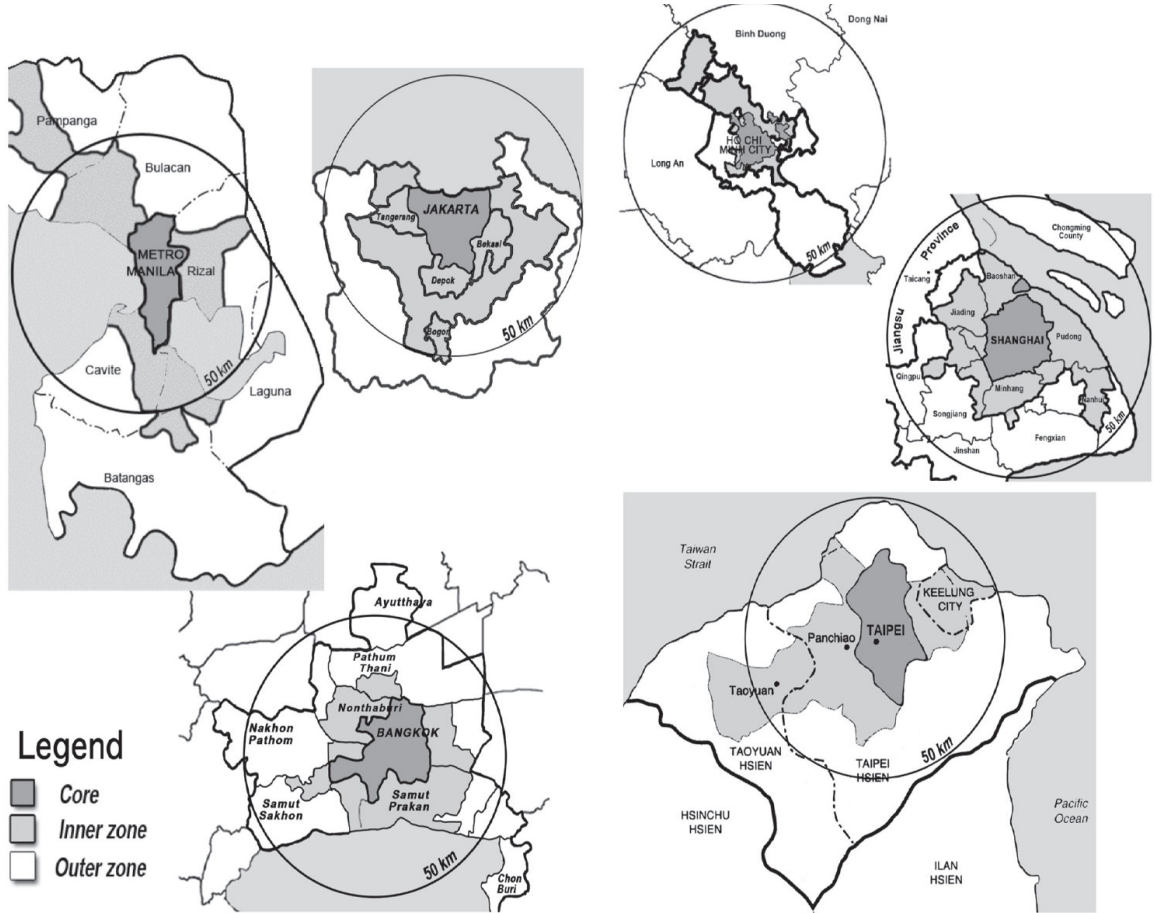 Pampanga
Bulacan
METRO
MANILA
Rizal
Cavite
50 km
Laguna
Batangas
JAKARTA
Tangerang
Bekasi
Depok
Bogor
50 km
Dong Nai
Binh Duong
HO CHI
MINH CITY
Long An
50 km
Chongming
County
Province
Jiangsu
Taicang
Baoshan
Jiading
SHANGHAI
Pudong
Qingpu
Minhang
Nanhui
Songjiang
Fengxian
Jinshan
50 km
Ayutthaya
Pathum
Thani
Nonthaburi
BANGKOK
Nakhon
Pathom
Samut
Prakan
Samut
Sakhon
50 km
Chon
Buri
Taiwan
Strait
KEELUNG
CITY
Panchiao
TAIPEI
Taoyuan
50 km
TAOYUAN
HSIEN
TAIPEI
HSIEN
HSINCHU
HSIEN
Pacific
Ocean
ILAN
HSIEN
Legend
Core
Inner zone
Outer zone